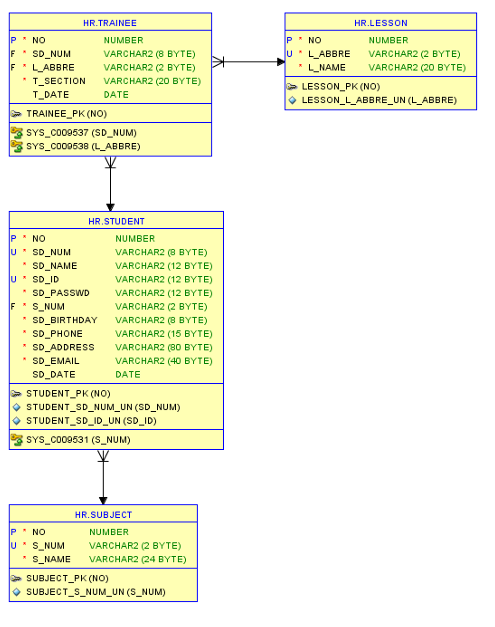 HR.TRAINEE
P * NO NUMBER
F * SD_NUM VARCHAR2 (8 BYTE)
F * L_ABBRE VARCHAR2 (2 BYTE)
* T_SECTION VARCHAR2 (20 BYTE)
T_DATE DATE
TRAINEE_PK (NO)
SYS_C009537 (SD_NUM)
SYS_C009538 (L_ABBRE)
HR.LESSON
P * NO NUMBER
U * L_ABBRE VARCHAR2 (2 BYTE)
* L_NAME VARCHAR2 (20 BYTE)
LESSON_PK (NO)
LESSON_L_ABBRE_UN (L_ABBRE)
HR.STUDENT
P * NO NUMBER
U * SD_NUM VARCHAR2 (8 BYTE)
* SD_NAME VARCHAR2 (12 BYTE)
U * SD_ID VARCHAR2 (12 BYTE)
* SD_PASSWD VARCHAR2 (12 BYTE)
F * S_NUM VARCHAR2 (2 BYTE)
* SD_BIRTHDAY VARCHAR2 (8 BYTE)
* SD_PHONE VARCHAR2 (15 BYTE)
* SD_ADDRESS VARCHAR2 (80 BYTE)
* SD_EMAIL VARCHAR2 (40 BYTE)
SD_DATE DATE
STUDENT_PK (NO)
STUDENT_SD_NUM_UN (SD_NUM)
STUDENT_SD_ID_UN (SD_ID)
SYS_C009531 (S_NUM)
HR.SUBJECT
P * NO NUMBER
U * S_NUM VARCHAR2 (2 BYTE)
* S_NAME VARCHAR2 (24 BYTE)
SUBJECT_PK (NO)
SUBJECT_S_NUM_UN (S_NUM)